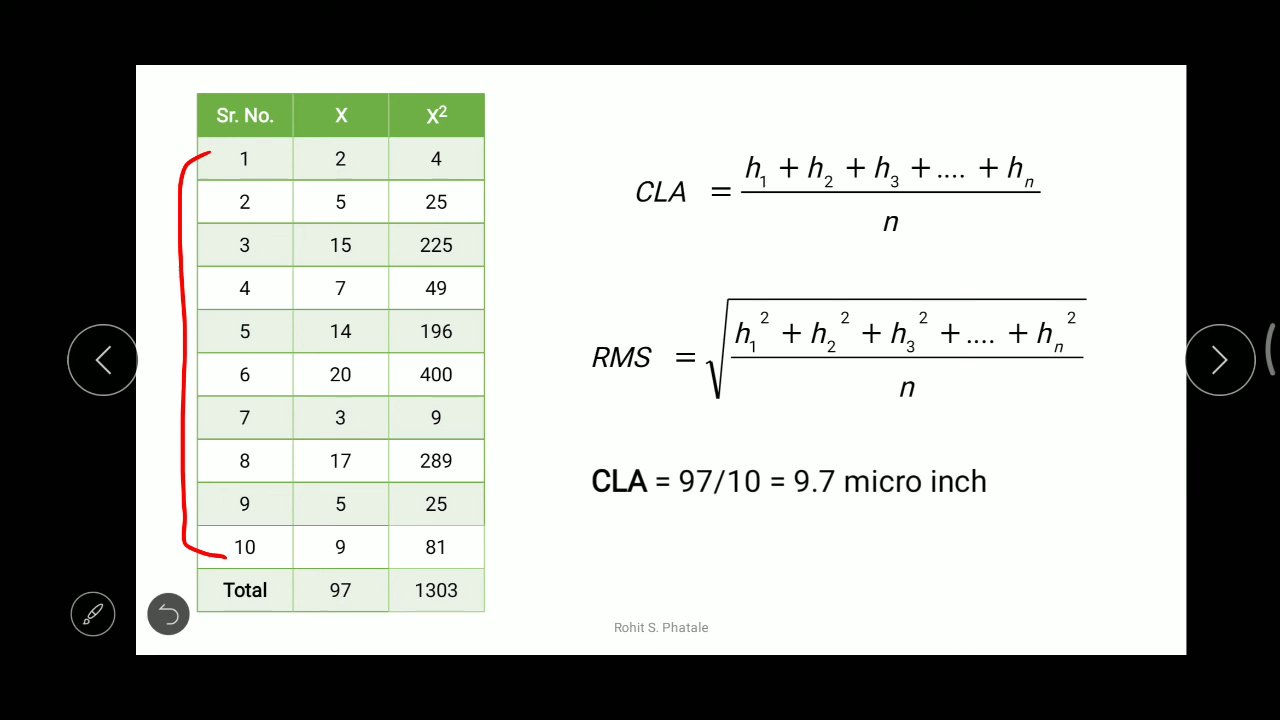 Sr. No. X X²
1 2 4
2 5 25
3 15 225
4 7 49
5 14 196
6 20 400
7 3 9
8 17 289
9 5 25
10 9 81
Total 97 1303
CLA = (h₁ + h₂ + h₃ + .... + hₙ) / n
RMS = √((h₁² + h₂² + h₃² + .... + hₙ²) / n)
CLA = 97/10 = 9.7 micro inch
Rohit S. Phatale